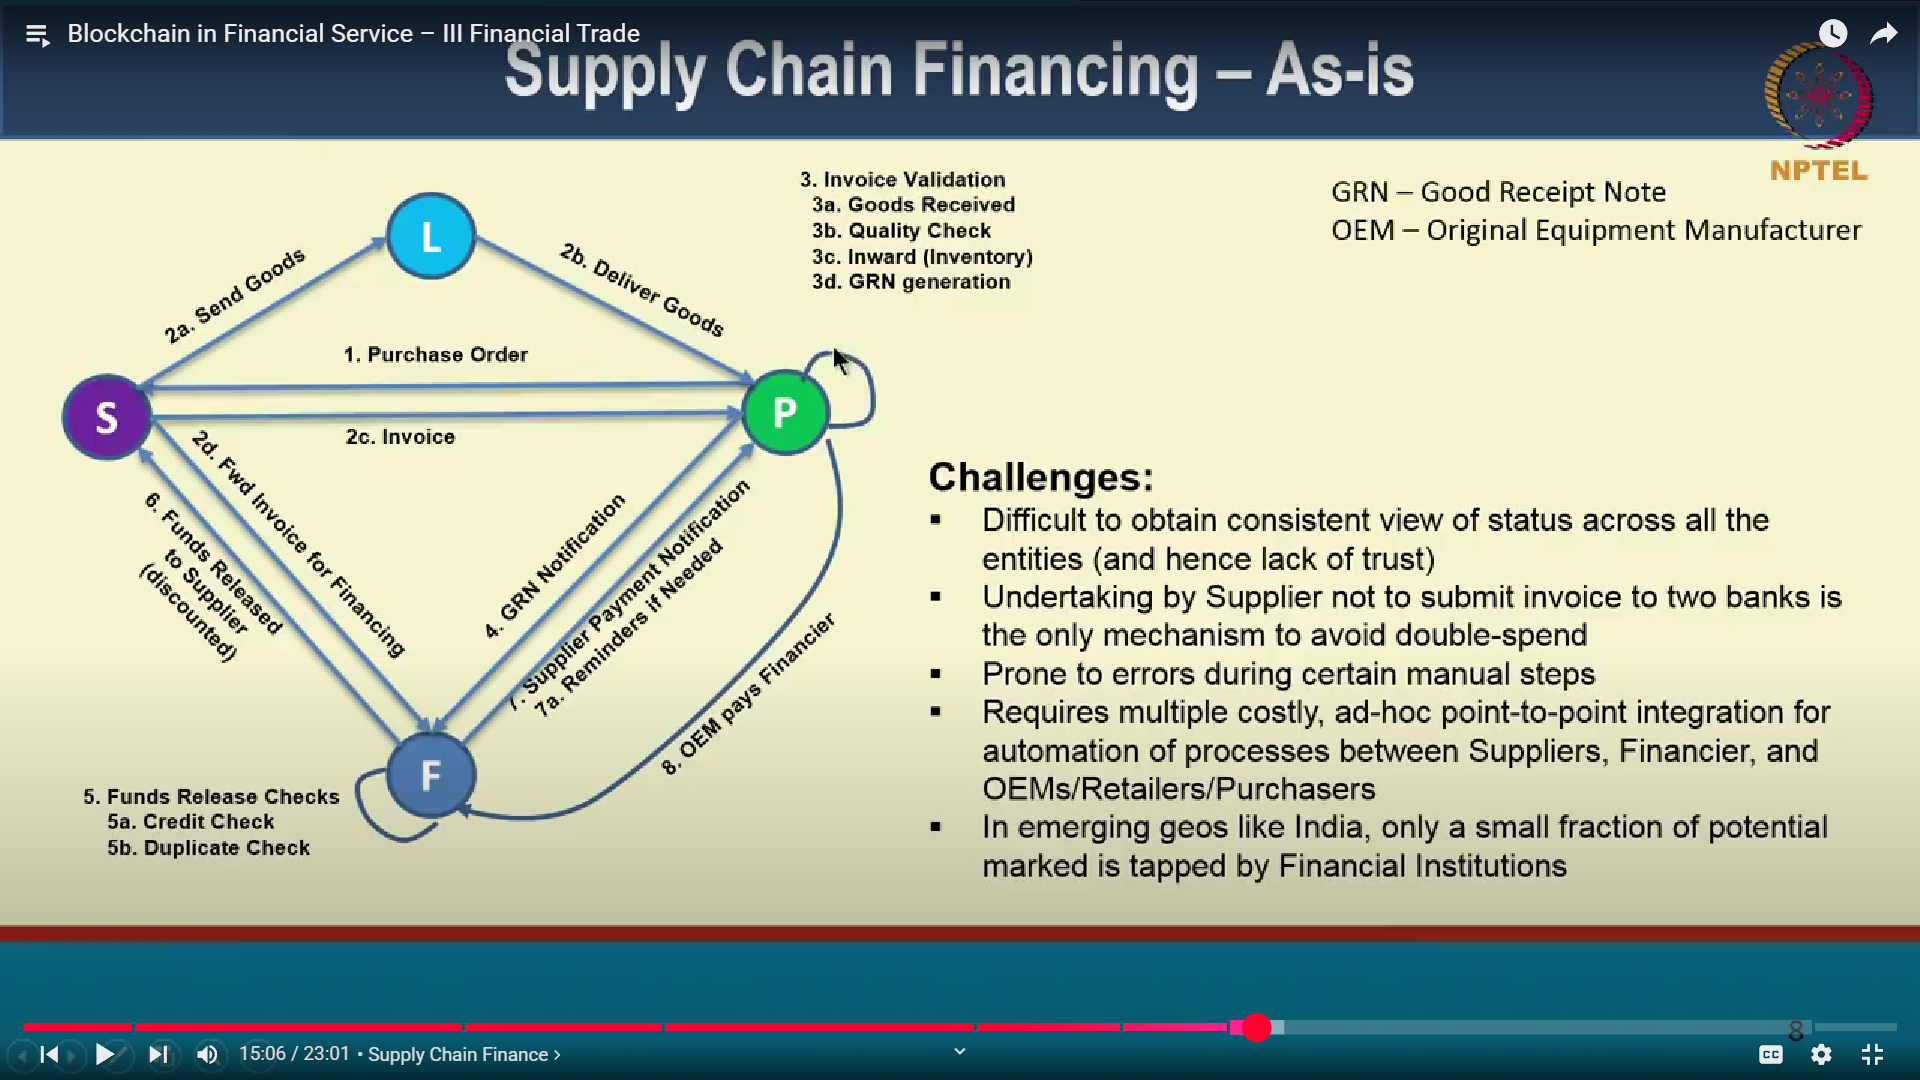 Blockchain in Financial Service – III Financial Trade
Supply Chain Financing – As-is
NPTEL
GRN – Good Receipt Note
OEM – Original Equipment Manufacturer
3. Invoice Validation
3a. Goods Received
3b. Quality Check
3c. Inward (Inventory)
3d. GRN generation
L
2a. Send Goods
2b. Deliver Goods
1. Purchase Order
S
P
2c. Invoice
2d. Fwd Invoice for Financing
6. Funds Released
to Supplier
(discounted)
4. GRN Notification
7. Supplier Payment Notification
7a. Reminders if Needed
8. OEM pays Financier
F
5. Funds Release Checks
5a. Credit Check
5b. Duplicate Check
Challenges:
▪ Difficult to obtain consistent view of status across all the
entities (and hence lack of trust)
▪ Undertaking by Supplier not to submit invoice to two banks is
the only mechanism to avoid double-spend
▪ Prone to errors during certain manual steps
▪ Requires multiple costly, ad-hoc point-to-point integration for
automation of processes between Suppliers, Financier, and
OEMs/Retailers/Purchasers
▪ In emerging geos like India, only a small fraction of potential
marked is tapped by Financial Institutions
8
15:06 / 23:01 • Supply Chain Finance ›
CC